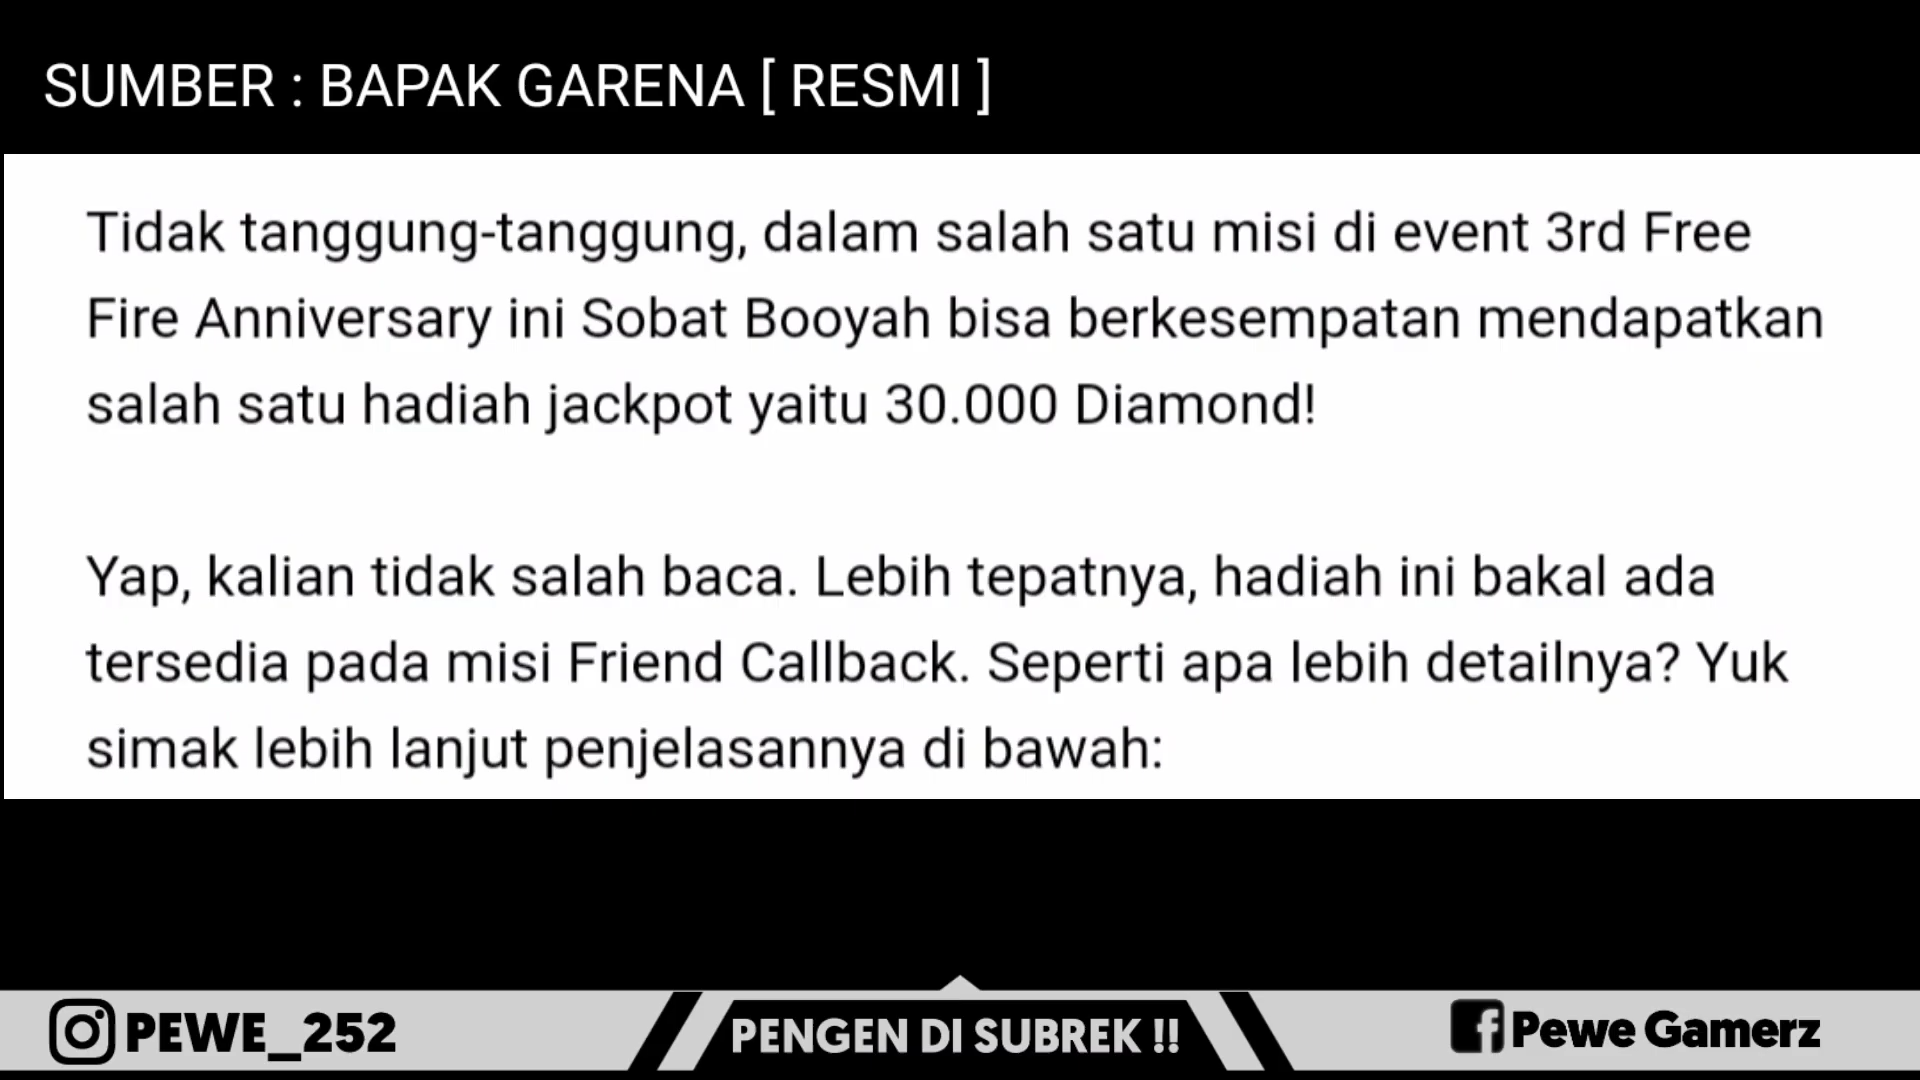 SUMBER : BAPAK GARENA [ RESMI ]
Tidak tanggung-tanggung, dalam salah satu misi di event 3rd Free
Fire Anniversary ini Sobat Booyah bisa berkesempatan mendapatkan
salah satu hadiah jackpot yaitu 30.000 Diamond!
Yap, kalian tidak salah baca. Lebih tepatnya, hadiah ini bakal ada
tersedia pada misi Friend Callback. Seperti apa lebih detailnya? Yuk
simak lebih lanjut penjelasannya di bawah:
PEWE_252
PENGEN DI SUBREK !!
Pewe Gamerz